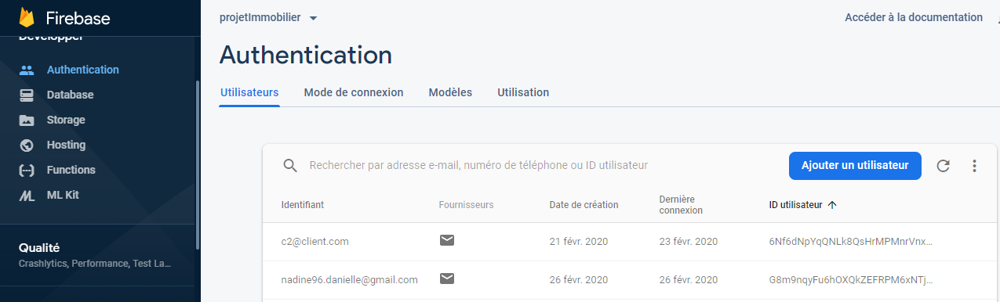 Firebase
Développer
Authentication
Database
Storage
Hosting
Functions
ML Kit
Qualité
Crashlytics, Performance, Test La...
projetImmobilier
Accéder à la documentation
Authentication
Utilisateurs Mode de connexion Modèles Utilisation
Rechercher par adresse e-mail, numéro de téléphone ou ID utilisateur
Ajouter un utilisateur
Identifiant Fournisseurs Date de création Dernière connexion ID utilisateur
c2@client.com 21 févr. 2020 23 févr. 2020 6Nf6dNpYqQNLk8QsHrMPMnrVnx...
nadine96.danielle@gmail.com 26 févr. 2020 26 févr. 2020 G8m9nqyFu6hOXQkZEFRPM6xNTj...